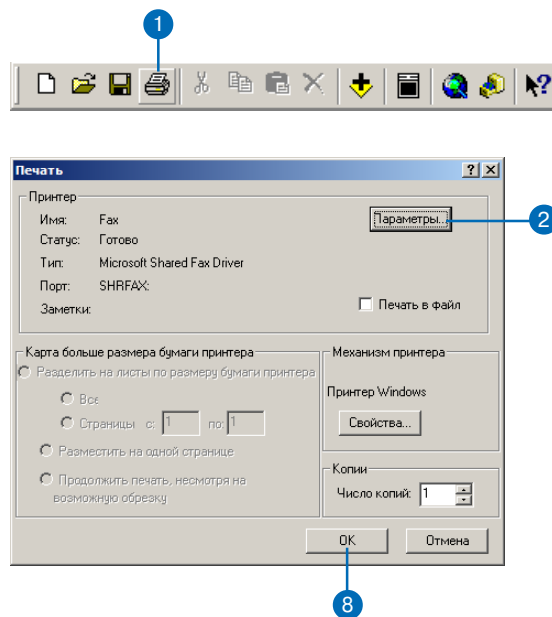 1
Печать
Принтер
Имя: Fax
Параметры...
2
Статус: Готово
Тип: Microsoft Shared Fax Driver
Порт: SHRFAX:
Заметки:
Печать в файл
Карта больше размера бумаги принтера
Механизм принтера
Разделить на листы по размеру бумаги принтера
Все
Принтер Windows
Страницы с: 1 по: 1
Свойства...
Разместить на одной странице
Продолжить печать, несмотря на
возможную обрезку
Копии
Число копий: 1
OK
Отмена
8